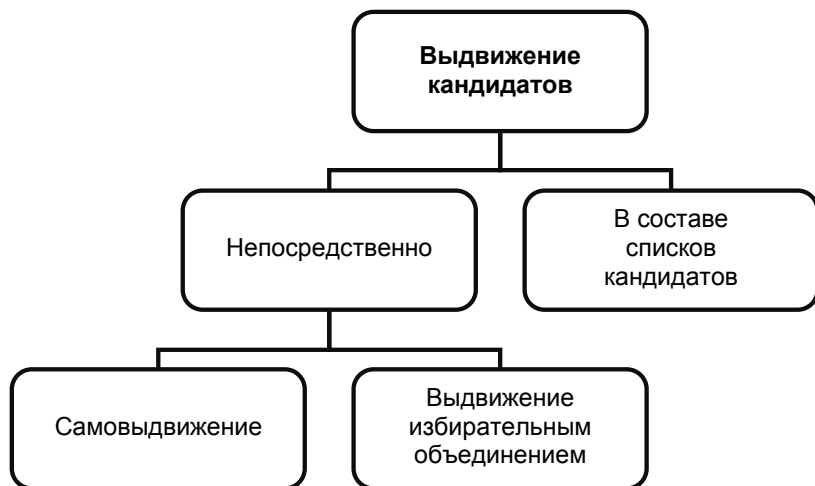 Выдвижение
кандидатов
Непосредственно
В составе
списков
кандидатов
Самовыдвижение
Выдвижение
избирательным
объединением